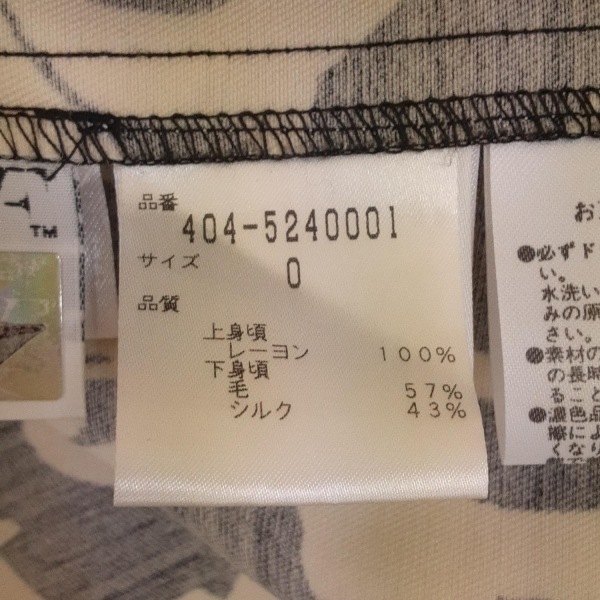 T
TM
品番
404-5240001
サイズ
0
品質
上身頃
レーヨン 100%
下身頃
毛 57%
シルク 43%
お
●必ずド
い。
水洗い
みの原
さい。
●素材の
の長時
ること
●濃色品
擦によ
くなり